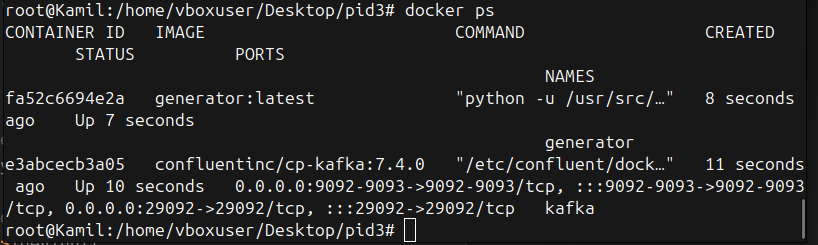 root@Kamil:/home/vboxuser/Desktop/pid3# docker ps
CONTAINER ID   IMAGE                             COMMAND                  CREATED
       STATUS          PORTS
                                                      NAMES
fa52c6694e2a   generator:latest                  "python -u /usr/src/…"   8 seconds
ago    Up 7 seconds
                                                      generator
e3abcecb3a05   confluentinc/cp-kafka:7.4.0   "/etc/confluent/dock…"   11 seconds
 ago   Up 10 seconds   0.0.0.0:9092-9093->9092-9093/tcp, :::9092-9093->9092-9093
/tcp, 0.0.0.0:29092->29092/tcp, :::29092->29092/tcp   kafka
root@Kamil:/home/vboxuser/Desktop/pid3#